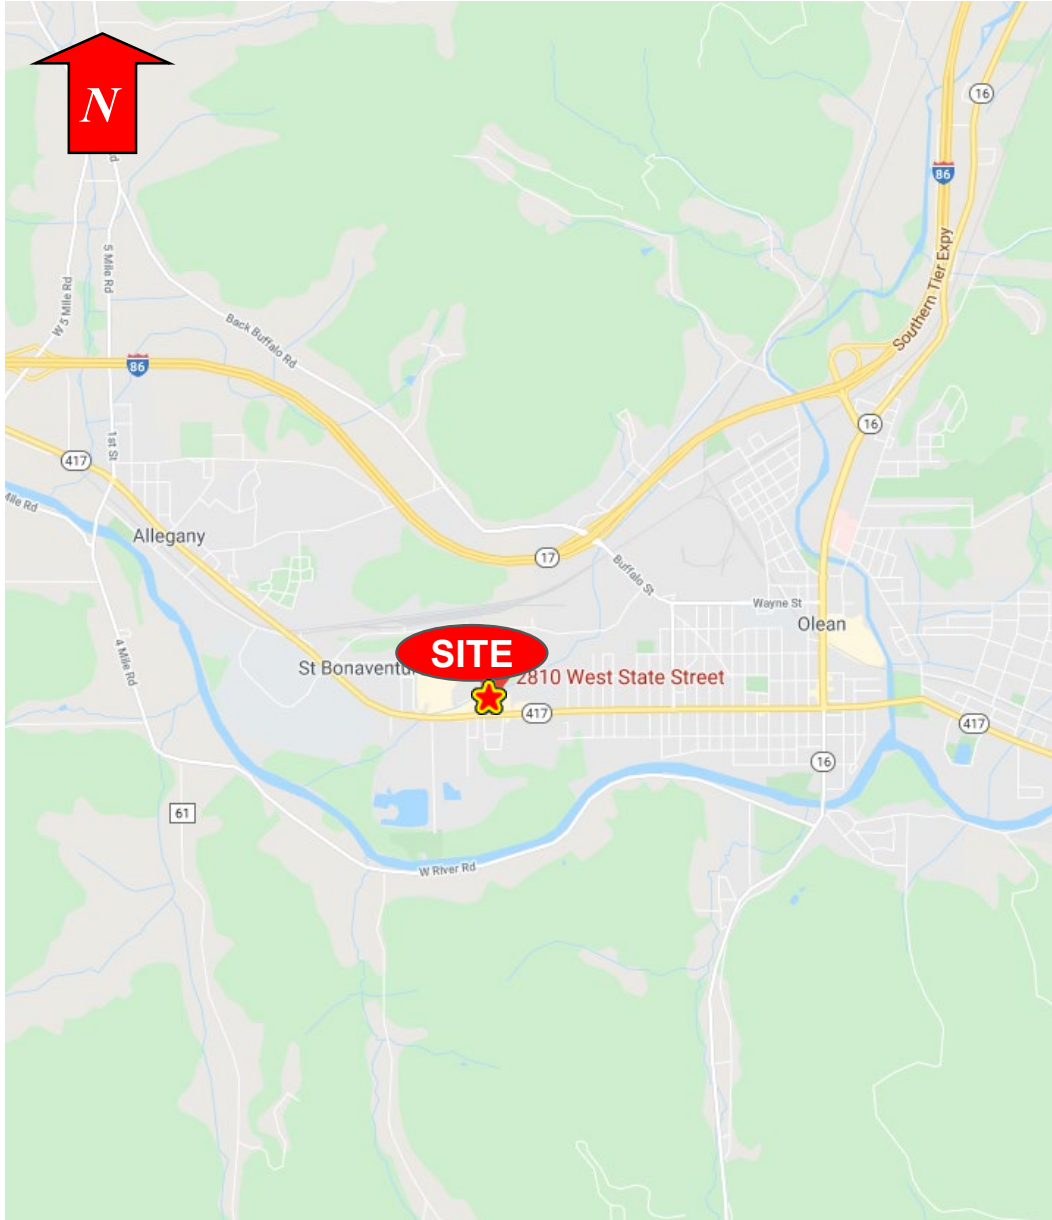 N
16
86
Southern Tier Expy
5 Mile Rd
W 5 Mile Rd
Back Buffalo Rd
86
16
1st St
417
Mile Rd
Allegany
17
Buffalo St
Wayne St
Olean
SITE
St Bonaventur
2810 West State Street
4 Mile Rd
417
417
16
61
W River Rd